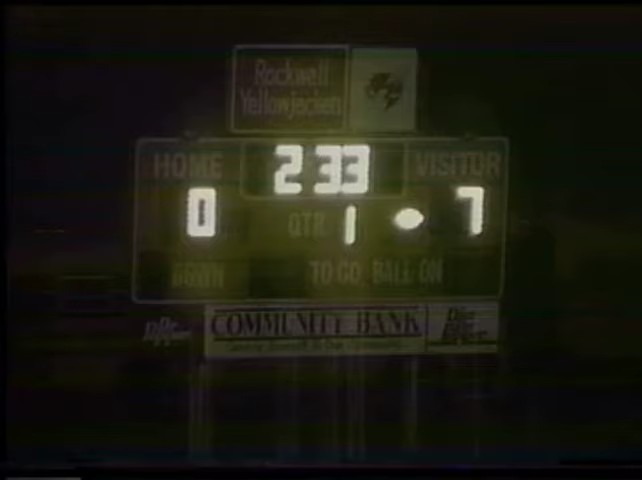 Rockwell
Yellowjackets
HOME 2 33 VISITOR
0 QTR 1 7
DOWN TO GO BALL ON
COMMUNITY BANK